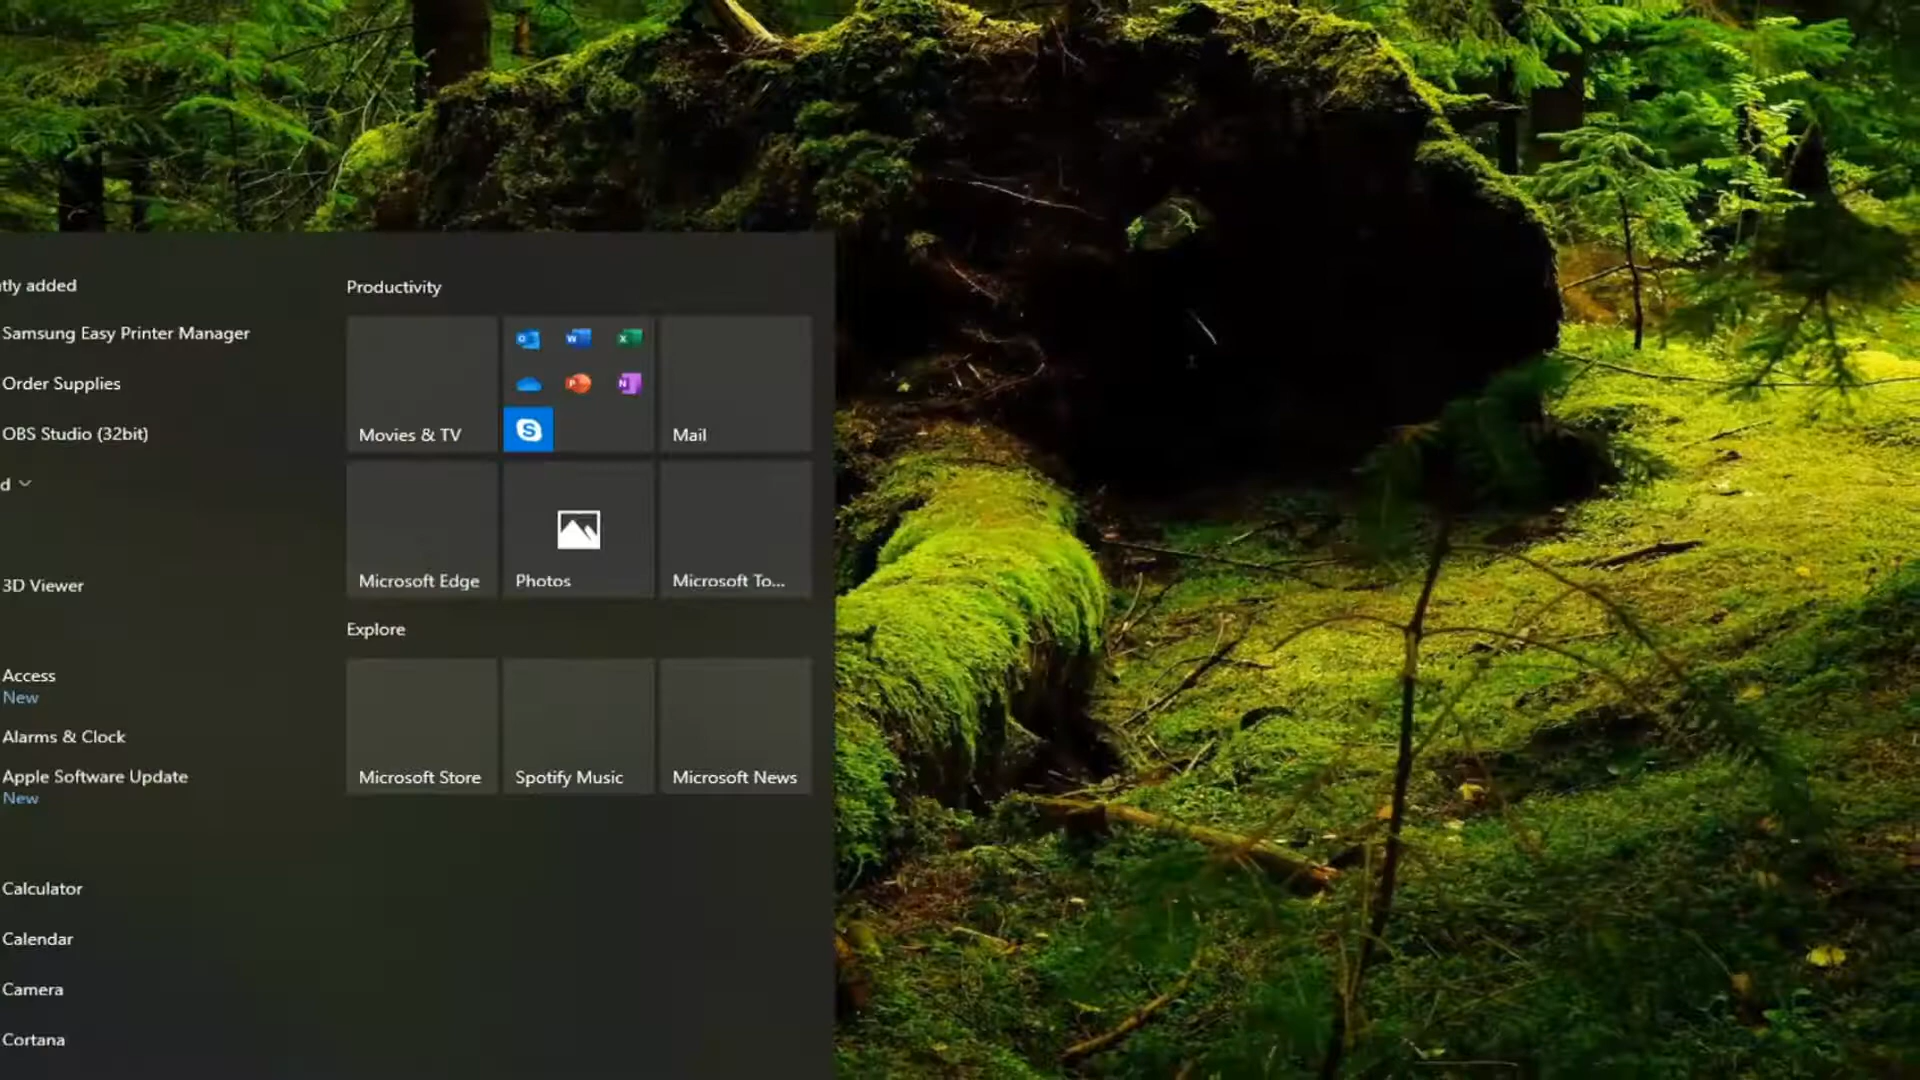 tly added
Samsung Easy Printer Manager
Order Supplies
OBS Studio (32bit)
d
3D Viewer
Access
New
Alarms & Clock
Apple Software Update
New
Calculator
Calendar
Camera
Cortana
Productivity
Movies & TV
Mail
Microsoft Edge
Photos
Microsoft To...
Explore
Microsoft Store
Spotify Music
Microsoft News